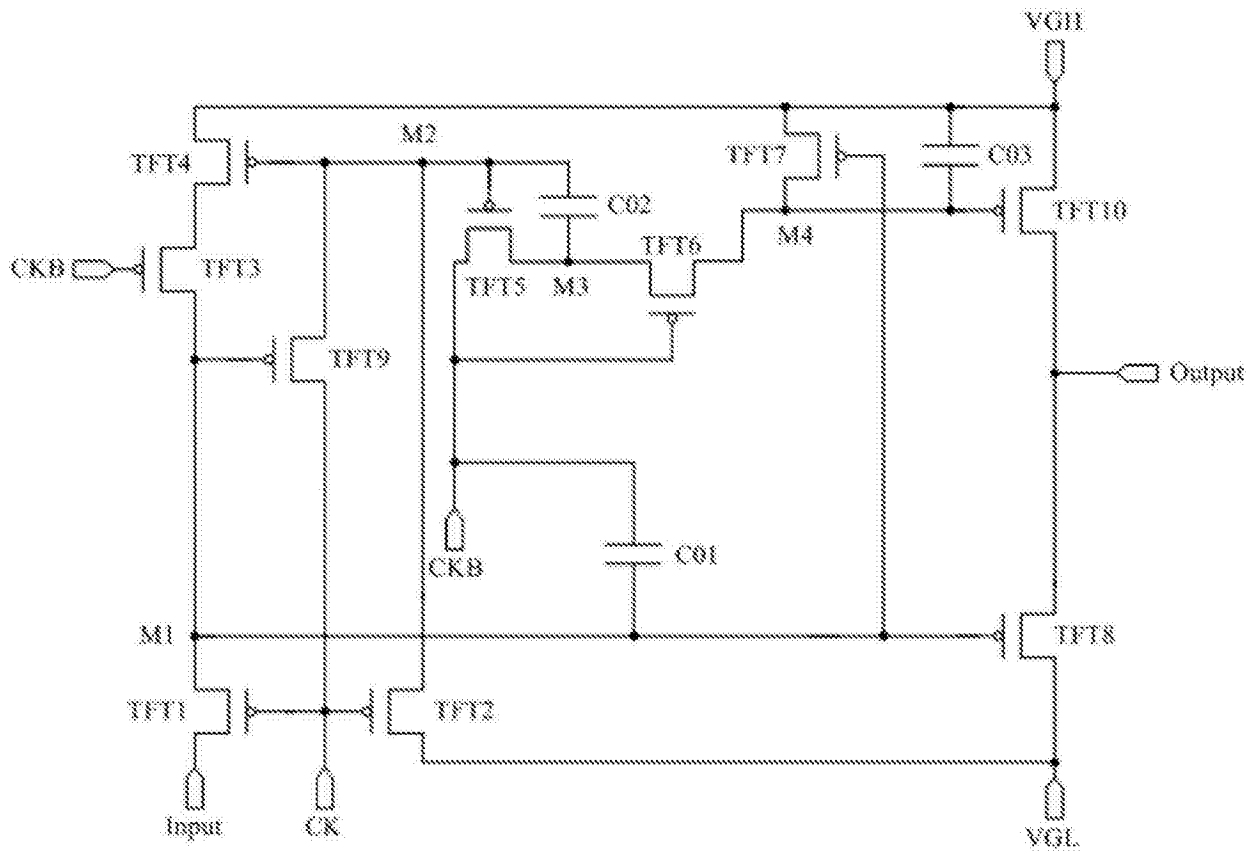 VGH
M2
TFT4
TFT7
C03
C02
TFT10
CKB
TFT3
TFT6
M4
TFT5
M3
TFT9
Output
CKB
C01
M1
TFT8
TFT1
TFT2
Input
CK
VGL